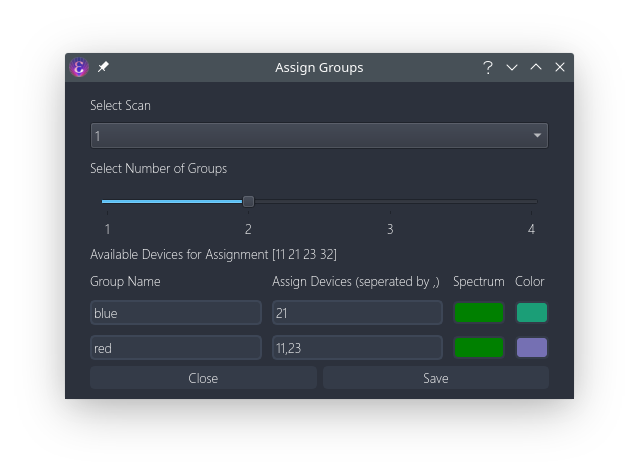 Assign Groups
Select Scan
1
Select Number of Groups
1 2 3 4
Available Devices for Assignment [11 21 23 32]
Group Name Assign Devices (seperated by ,) Spectrum Color
blue 21
red 11,23
Close Save